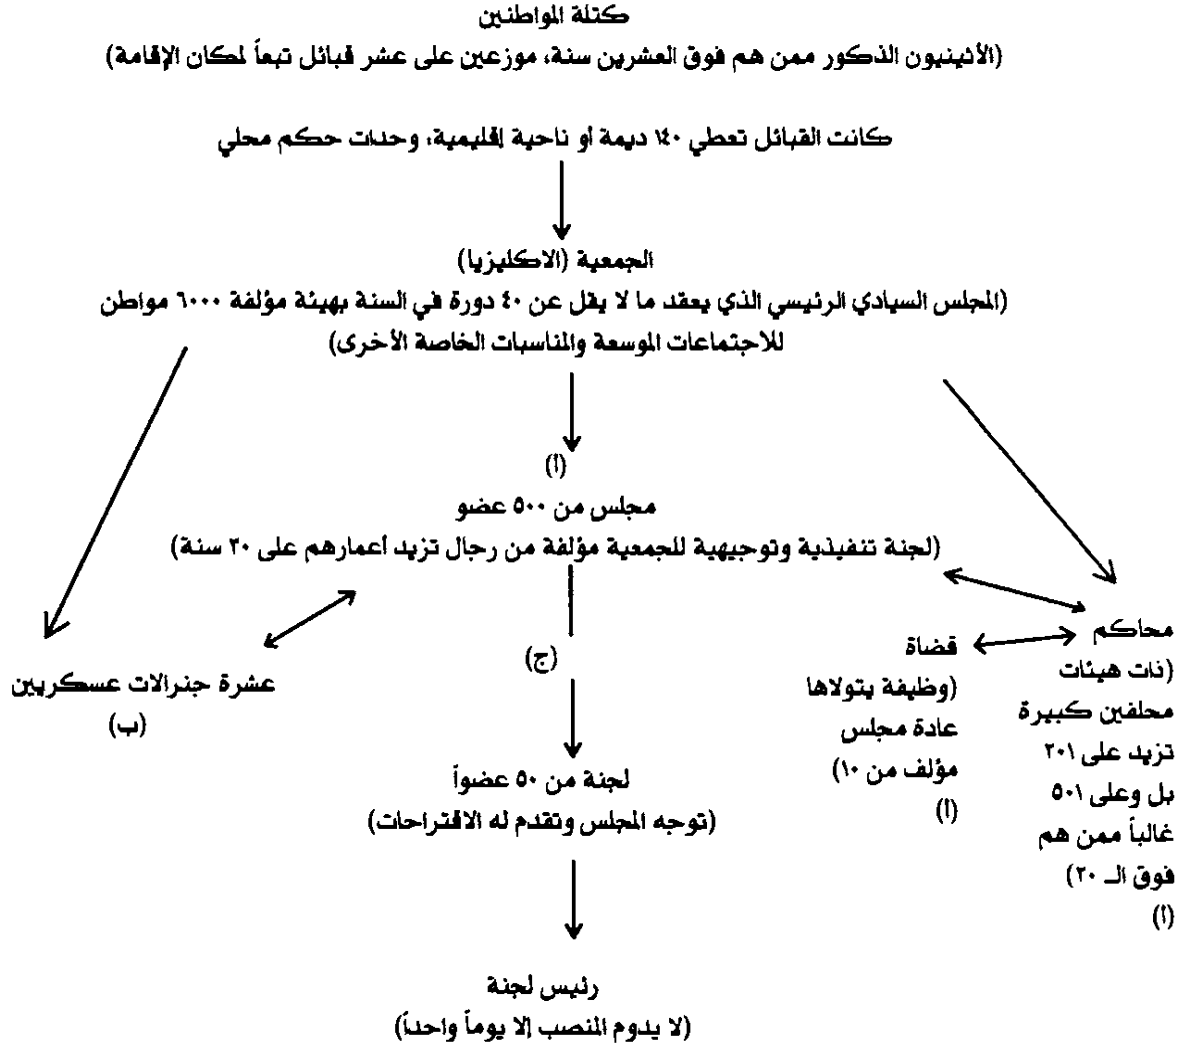 كتلة المواطنين
(الأثينيون الذكور ممن هم فوق العشرين سنة، موزعين على عشر قبائل تبعاً لمكان الإقامة)
كانت القبائل تعطي ١٤٠ ديمة أو ناحية إقليمية، وحدات حكم محلي
الجمعية (الاكليزيا)
(المجلس السيادي الرئيسي الذي يعقد ما لا يقل عن ٤٠ دورة في السنة بهيئة مؤلفة ٦٠٠٠ مواطن
للاجتماعات الموسعة والمناسبات الخاصة الأخرى)
(أ)
مجلس من ٥٠٠ عضو
(لجنة تنفيذية وتوجيهية للجمعية مؤلفة من رجال تزيد أعمارهم على ٣٠ سنة)
محاكم
(ذات هيئات
محلفين كبيرة
تزيد على ٢٠١
بل وعلى ٥٠١
غالباً ممن هم
فوق الـ ٣٠)
(أ)
قضاة
(وظيفة يتولاها
عادة مجلس
مؤلف من ١٠)
(أ)
(ج)
عشرة جنرالات عسكريين
(ب)
لجنة من ٥٠ عضواً
(توجه المجلس وتقدم له الاقتراحات)
رئيس لجنة
(لا يدوم المنصب إلا يوماً واحداً)